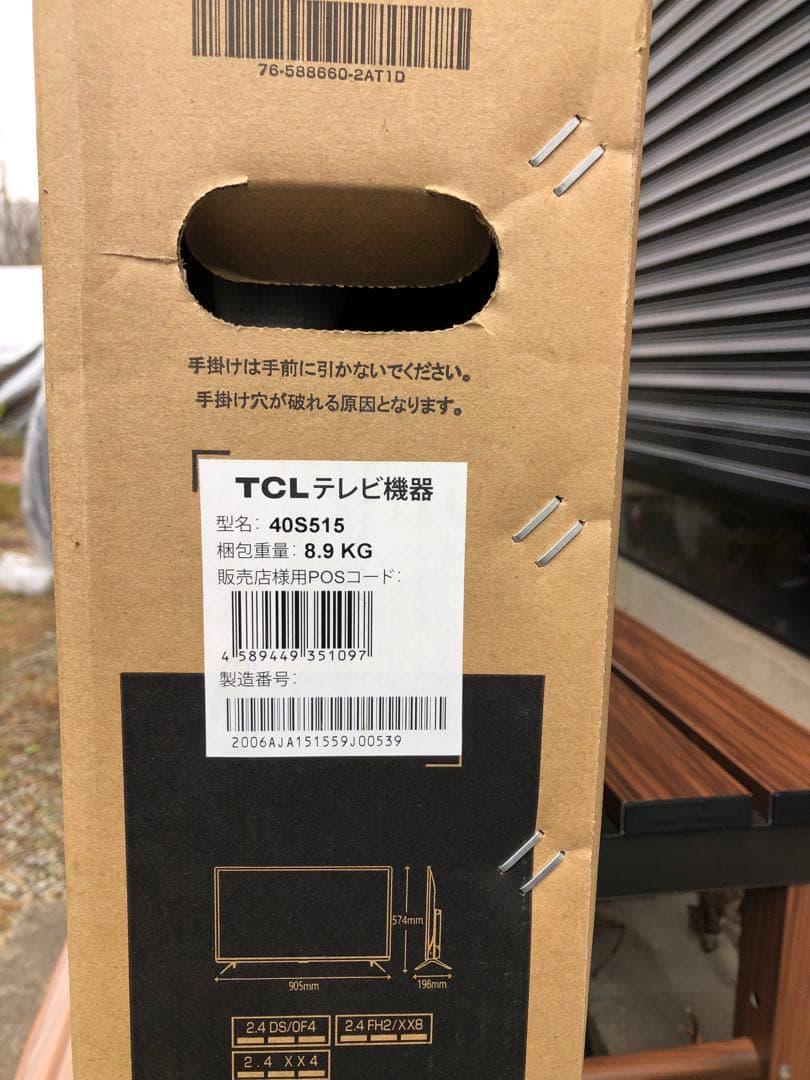 76-588660-2AT1D
手掛けは手前に引かないでください。
手掛け穴が破れる原因となります。
TCLテレビ機器
型名: 40S515
梱包重量: 8.9 KG
販売店様用POSコード:
4 589449 351097
製造番号:
2006AJA151559J00539
574mm
905mm
198mm
2.4 DS/OF4
2.4 FH2/XX8
2.4 XX4